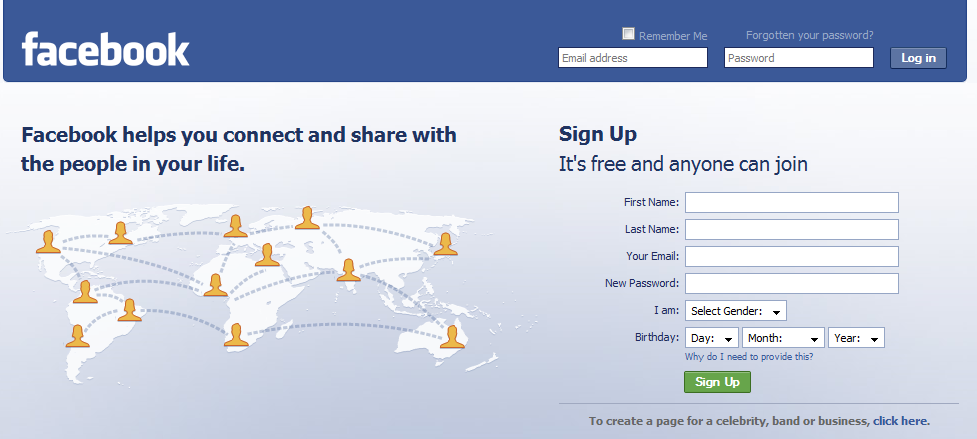 facebook
Remember Me
Forgotten your password?
Email address
Password
Log in
Facebook helps you connect and share with
the people in your life.
Sign Up
It's free and anyone can join
First Name:
Last Name:
Your Email:
New Password:
I am: Select Gender:
Birthday: Day: Month: Year:
Why do I need to provide this?
Sign Up
To create a page for a celebrity, band or business, click here.